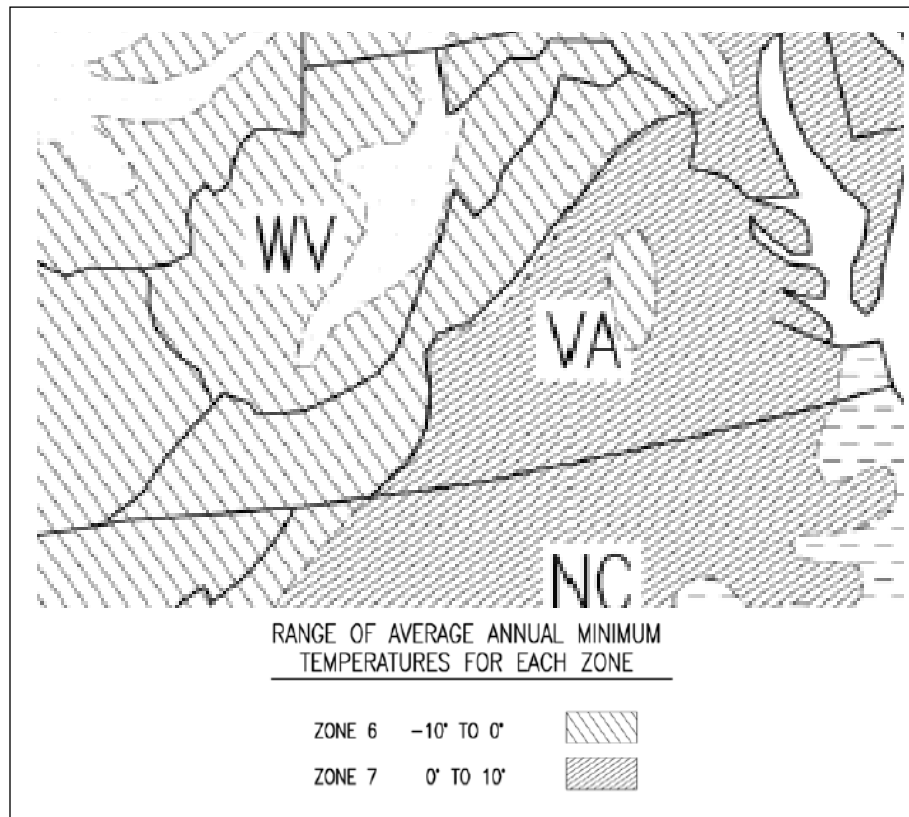 WV
VA
NC
RANGE OF AVERAGE ANNUAL MINIMUM
TEMPERATURES FOR EACH ZONE
ZONE 6 -10° TO 0°
ZONE 7 0° TO 10°